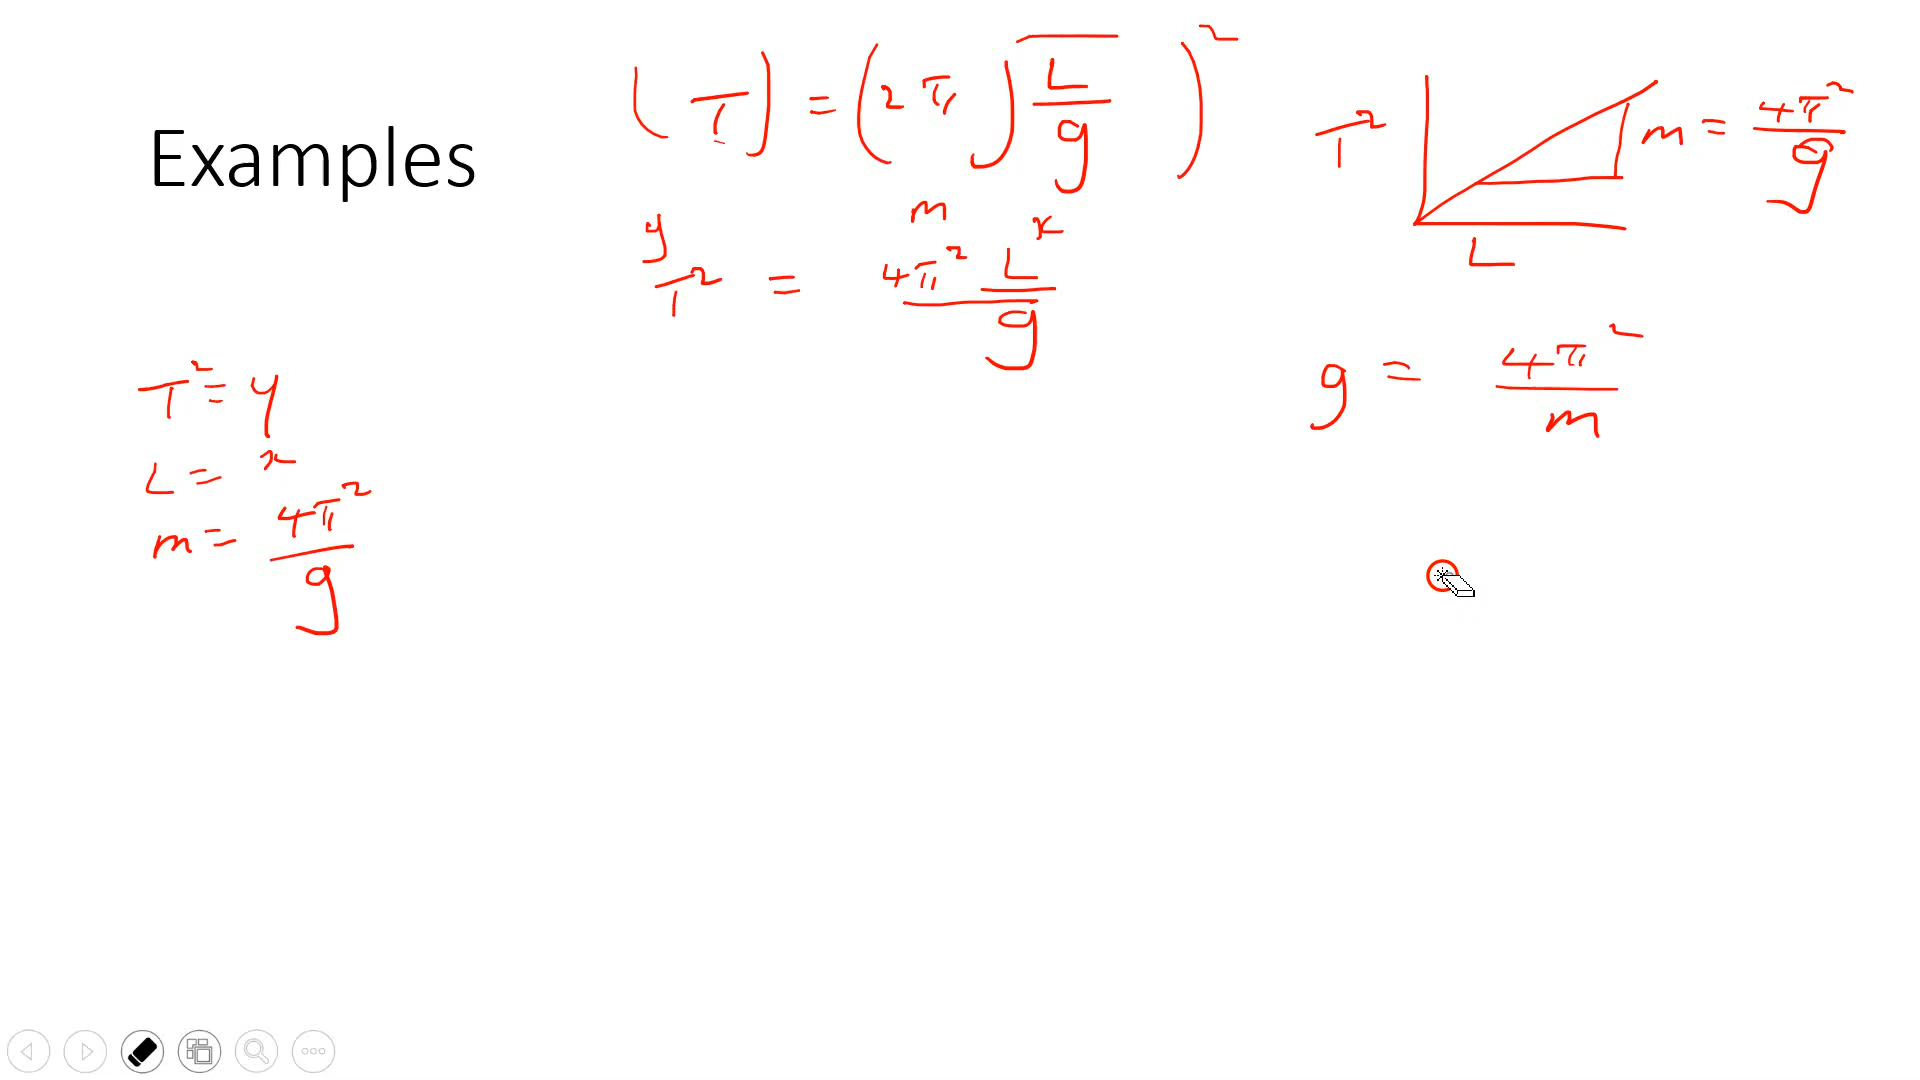 Examples
(T) = (2π√(L/g))²
y m x
T² = 4π² L/g
T² = y
L = x
m = 4π²/g
T²
L
m = 4π²/g
g = 4π²/m